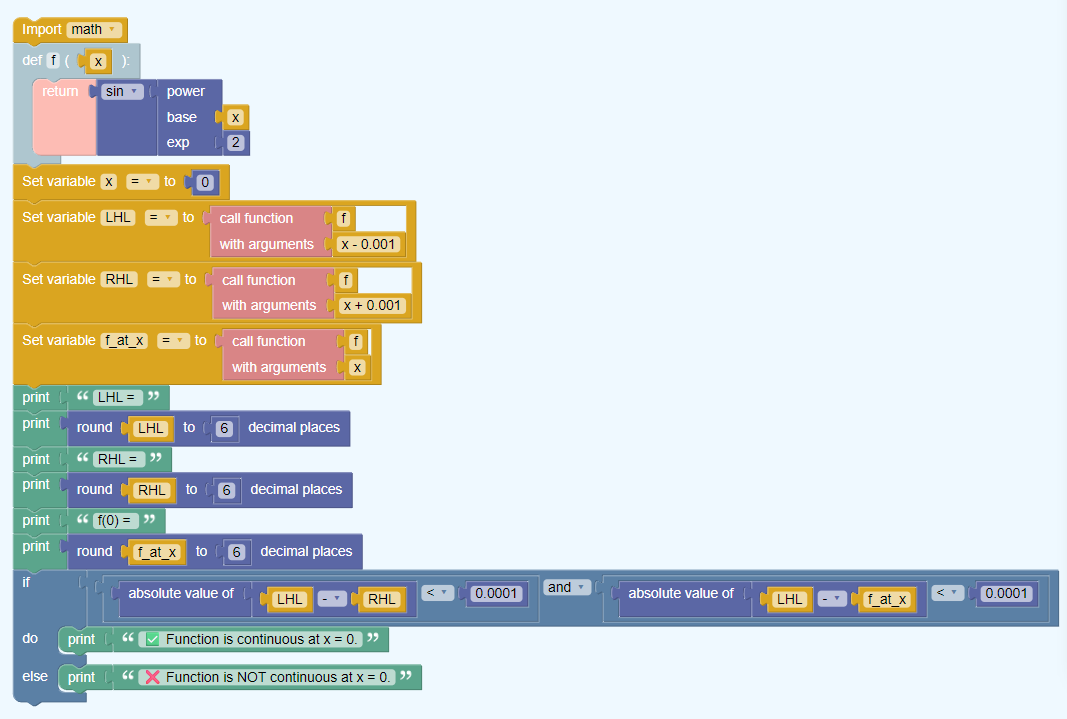 Import math
def f ( x ):
return sin power
base x
exp 2
Set variable x = to 0
Set variable LHL = to call function f
with arguments x - 0.001
Set variable RHL = to call function f
with arguments x + 0.001
Set variable f_at_x = to call function f
with arguments x
print “ LHL = ”
print round LHL to 6 decimal places
print “ RHL = ”
print round RHL to 6 decimal places
print “ f(0) = ”
print round f_at_x to 6 decimal places
if absolute value of LHL - RHL < 0.0001 and absolute value of LHL - f_at_x < 0.0001
do print “ ✅ Function is continuous at x = 0. ”
else print “ ❌ Function is NOT continuous at x = 0. ”